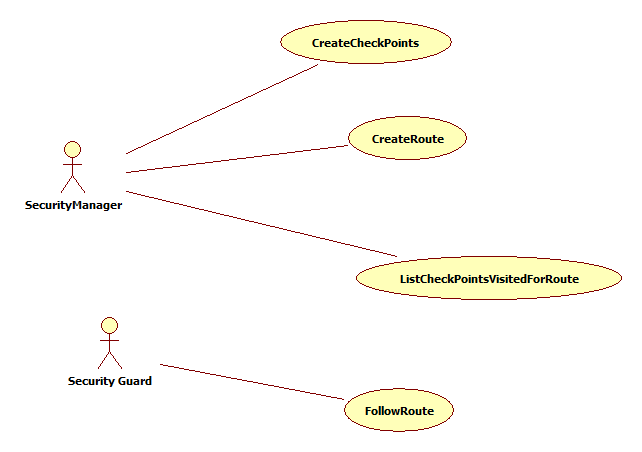 CreateCheckPoints
CreateRoute
SecurityManager
ListCheckPointsVisitedForRoute
Security Guard
FollowRoute